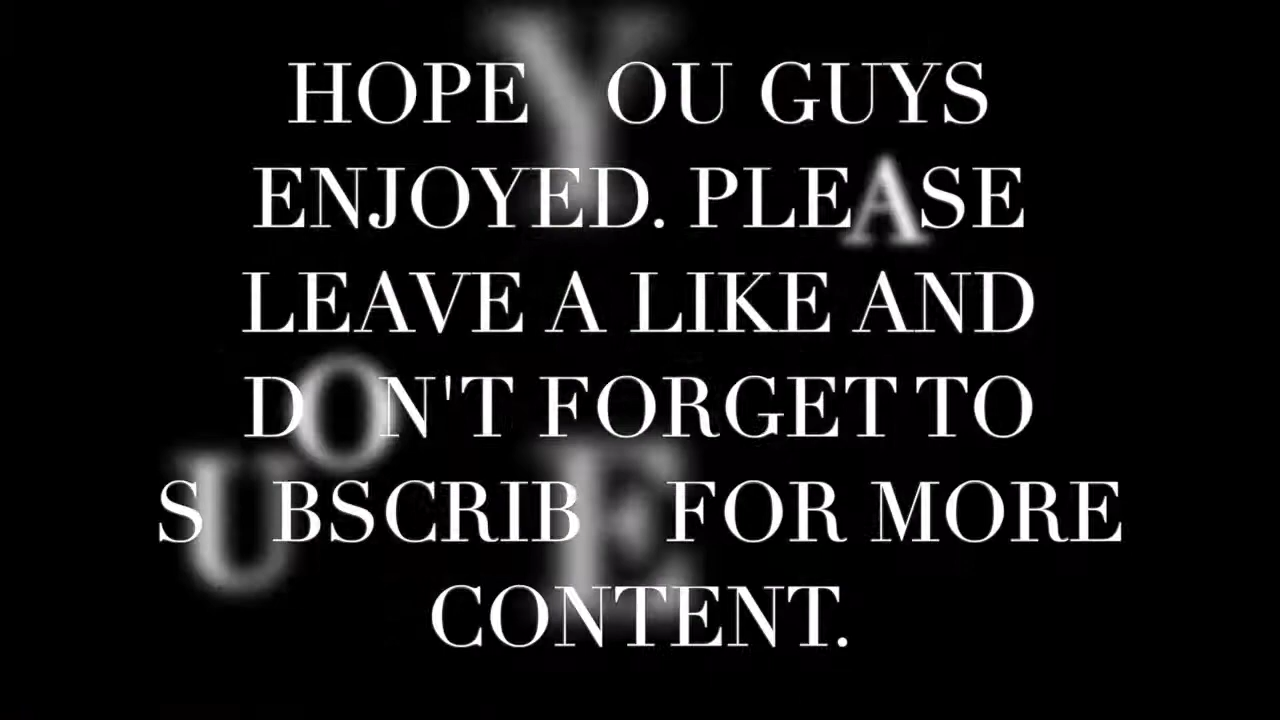 HOPE YOU GUYS
ENJOYED. PLEASE
LEAVE A LIKE AND
DON'T FORGET TO
SUBSCRIBE FOR MORE
CONTENT.